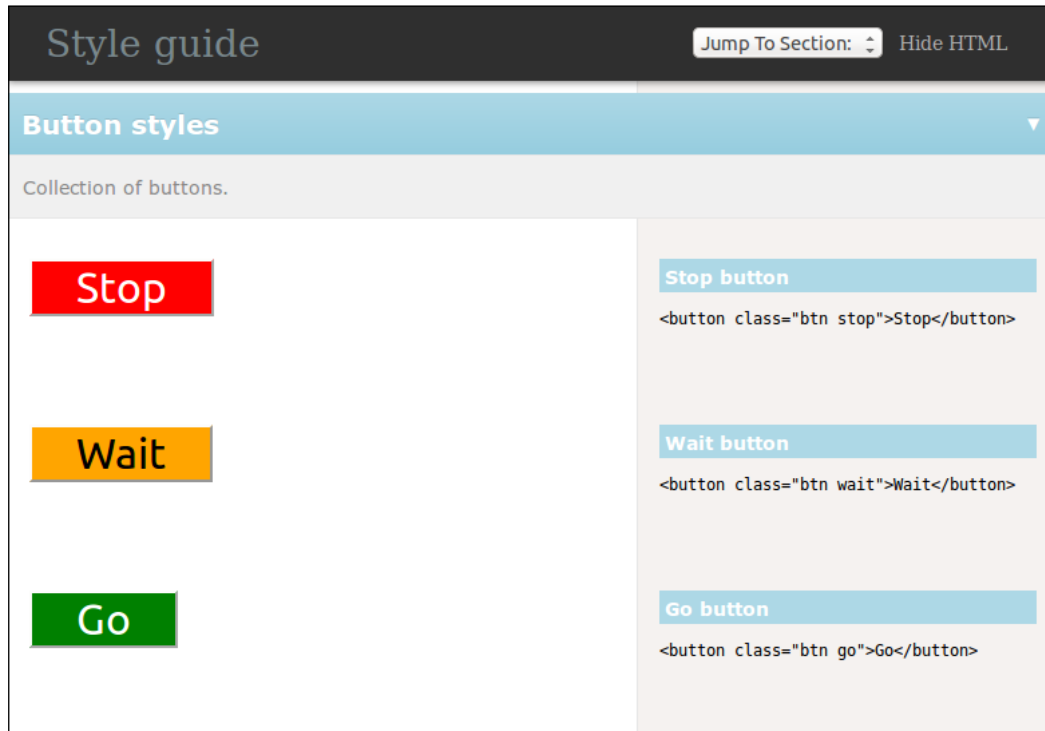 Style guide
Jump To Section:
Hide HTML
Button styles
Collection of buttons.
Stop
Stop button
<button class="btn stop">Stop</button>
Wait
Wait button
<button class="btn wait">Wait</button>
Go
Go button
<button class="btn go">Go</button>